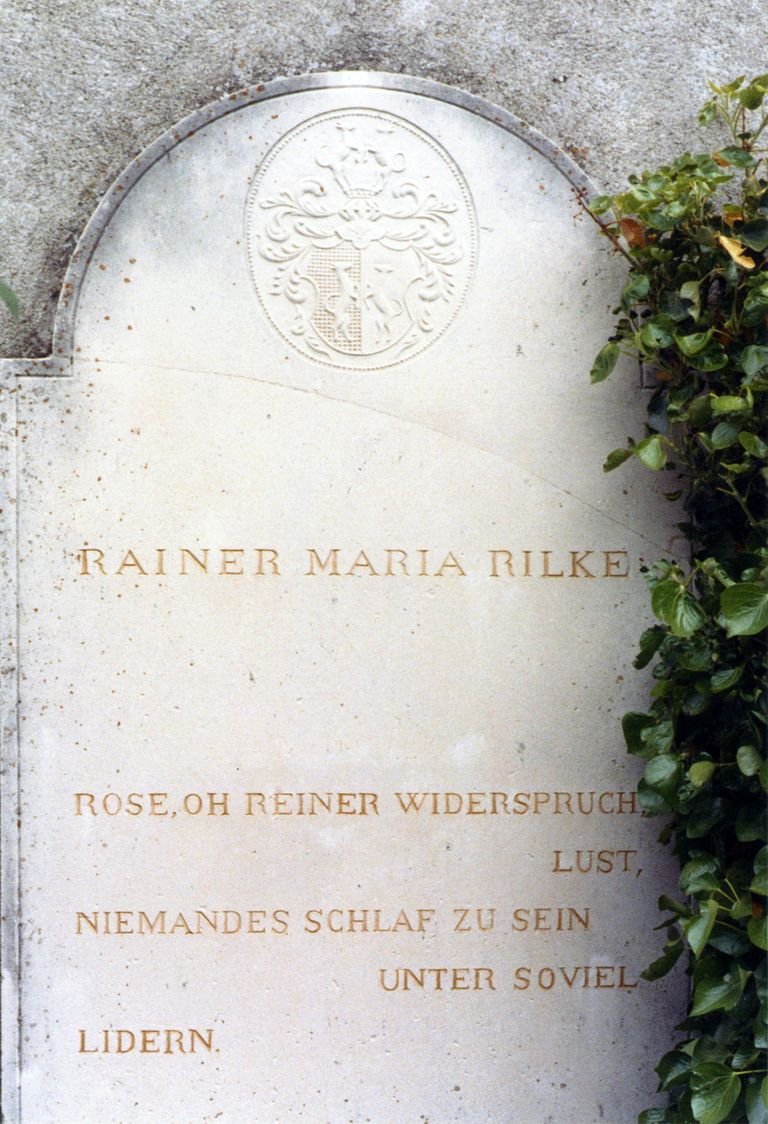 RAINER MARIA RILKE
ROSE, OH REINER WIDERSPRUCH,
LUST,
NIEMANDES SCHLAF ZU SEIN
UNTER SOVIEL
LIDERN.